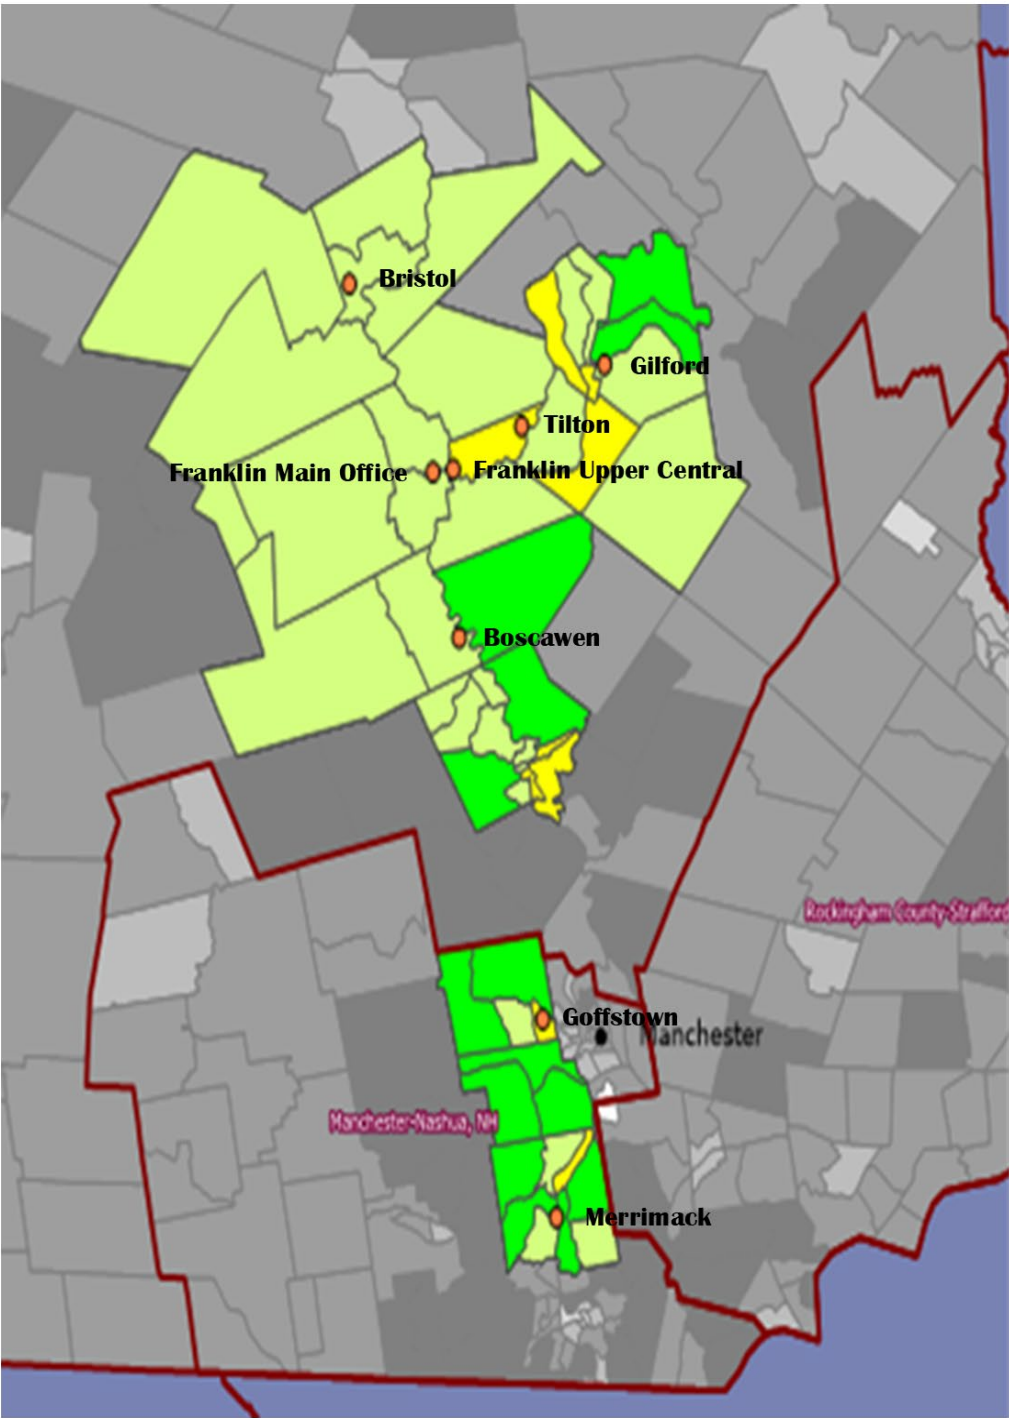 Bristol
Gilford
Tilton
Franklin Main Office
Franklin Upper Central
Boscawen
Rockingham County-Strafford
Goffstown
Manchester
Manchester-Nashua, NH
Merrimack